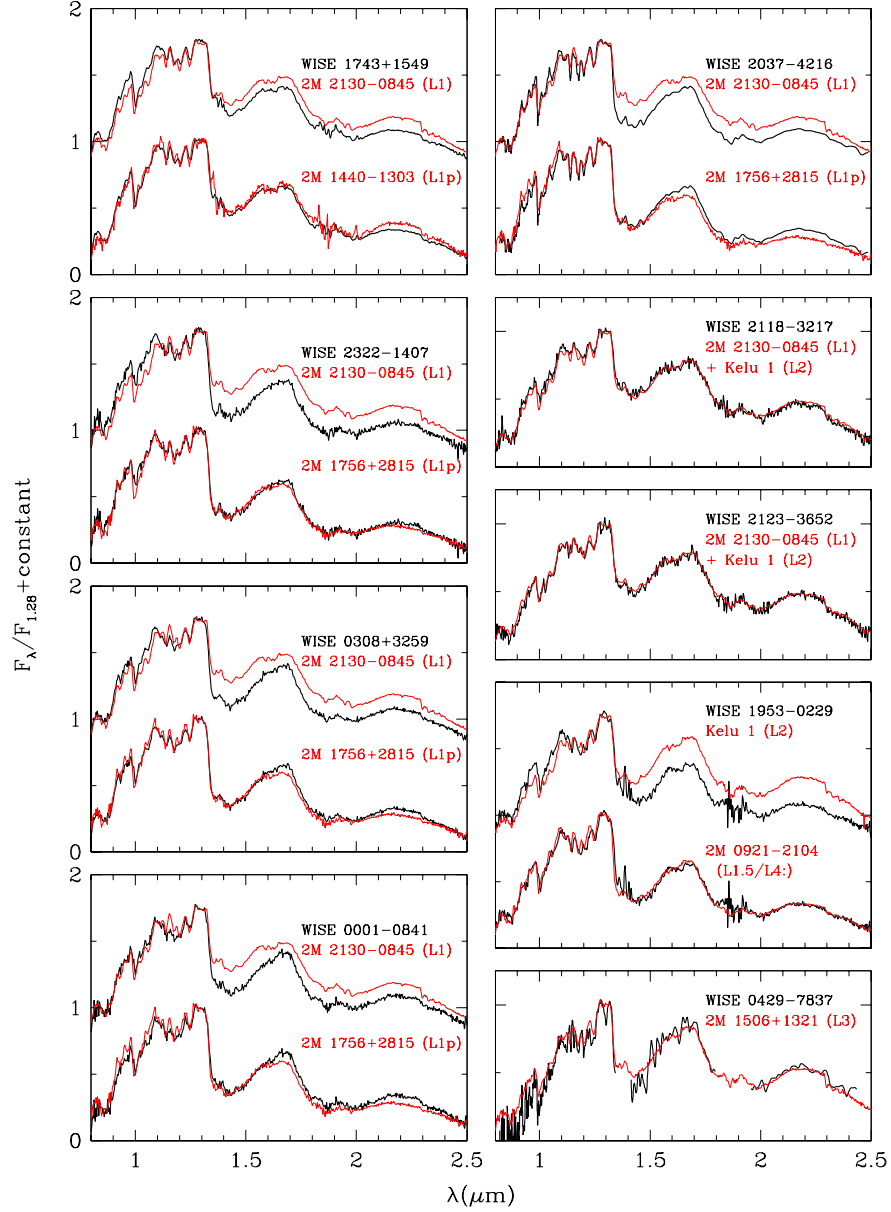 2
WISE 1743+1549
2M 2130-0845 (L1)
1
2M 1440-1303 (L1p)
0
WISE 2037-4216
2M 2130-0845 (L1)
2M 1756+2815 (L1p)
2
WISE 2322-1407
2M 2130-0845 (L1)
1
2M 1756+2815 (L1p)
0
WISE 2118-3217
2M 2130-0845 (L1)
+ Kelu 1 (L2)
WISE 2123-3652
2M 2130-0845 (L1)
+ Kelu 1 (L2)
2
WISE 0308+3259
2M 2130-0845 (L1)
1
2M 1756+2815 (L1p)
0
WISE 1953-0229
Kelu 1 (L2)
2M 0921-2104
(L1.5/L4:)
2
WISE 0001-0841
2M 2130-0845 (L1)
1
2M 1756+2815 (L1p)
0
WISE 0429-7837
2M 1506+1321 (L3)
1 1.5 2 2.5
1 1.5 2 2.5
Fλ/F1.28+constant
λ(μm)